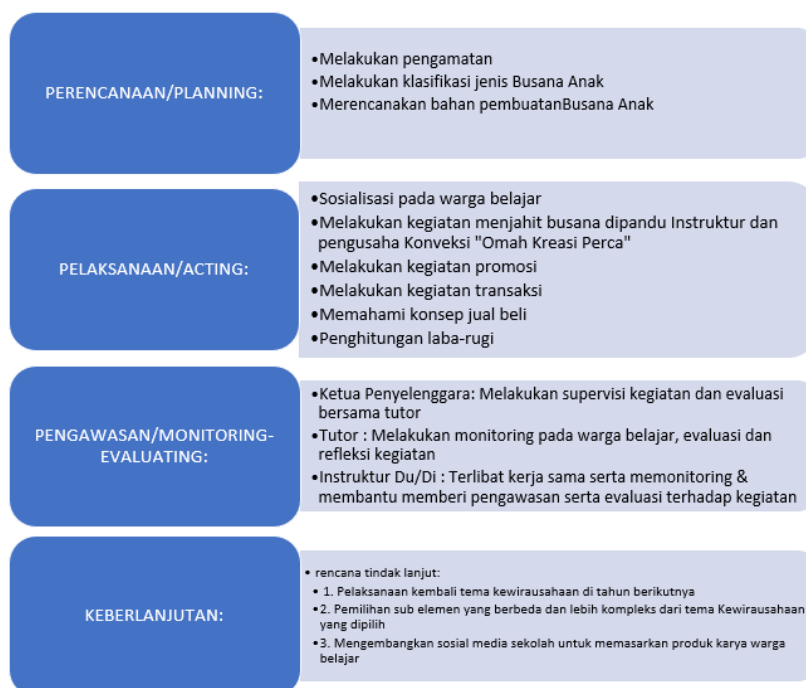 PERENCANAAN/PLANNING:
•Melakukan pengamatan
•Melakukan klasifikasi jenis Busana Anak
•Merencanakan bahan pembuatanBusana Anak
PELAKSANAAN/ACTING:
•Sosialisasi pada warga belajar
•Melakukan kegiatan menjahit busana dipandu Instruktur dan
pengusaha Konveksi "Omah Kreasi Perca"
•Melakukan kegiatan promosi
•Melakukan kegiatan transaksi
•Memahami konsep jual beli
•Penghitungan laba-rugi
PENGAWASAN/MONITORING-
EVALUATING:
•Ketua Penyelenggara: Melakukan supervisi kegiatan dan evaluasi
bersama tutor
•Tutor : Melakukan monitoring pada warga belajar, evaluasi dan
refleksi kegiatan
•Instruktur Du/Di : Terlibat kerja sama serta memonitoring &
membantu memberi pengawasan serta evaluasi terhadap kegiatan
KEBERLANJUTAN:
• rencana tindak lanjut:
• 1. Pelaksanaan kembali tema kewirausahaan di tahun berikutnya
•2. Pemilihan sub elemen yang berbeda dan lebih kompleks dari tema Kewirausahaan
yang dipilih
•3. Mengembangkan sosial media sekolah untuk memasarkan produk karya warga
belajar